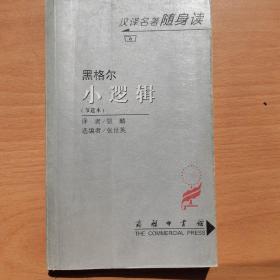 汉译名著随身读
黑格尔
小逻辑
(节选本)
译 者/贺 麟
选编者/张世英
商务印书馆
THE COMMERCIAL PRESS